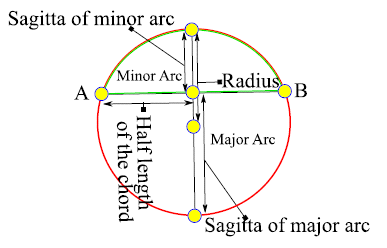 Sagitta of minor arc
Minor Arc
Radius
A
B
Half length
of the chord
Major Arc
Sagitta of major arc